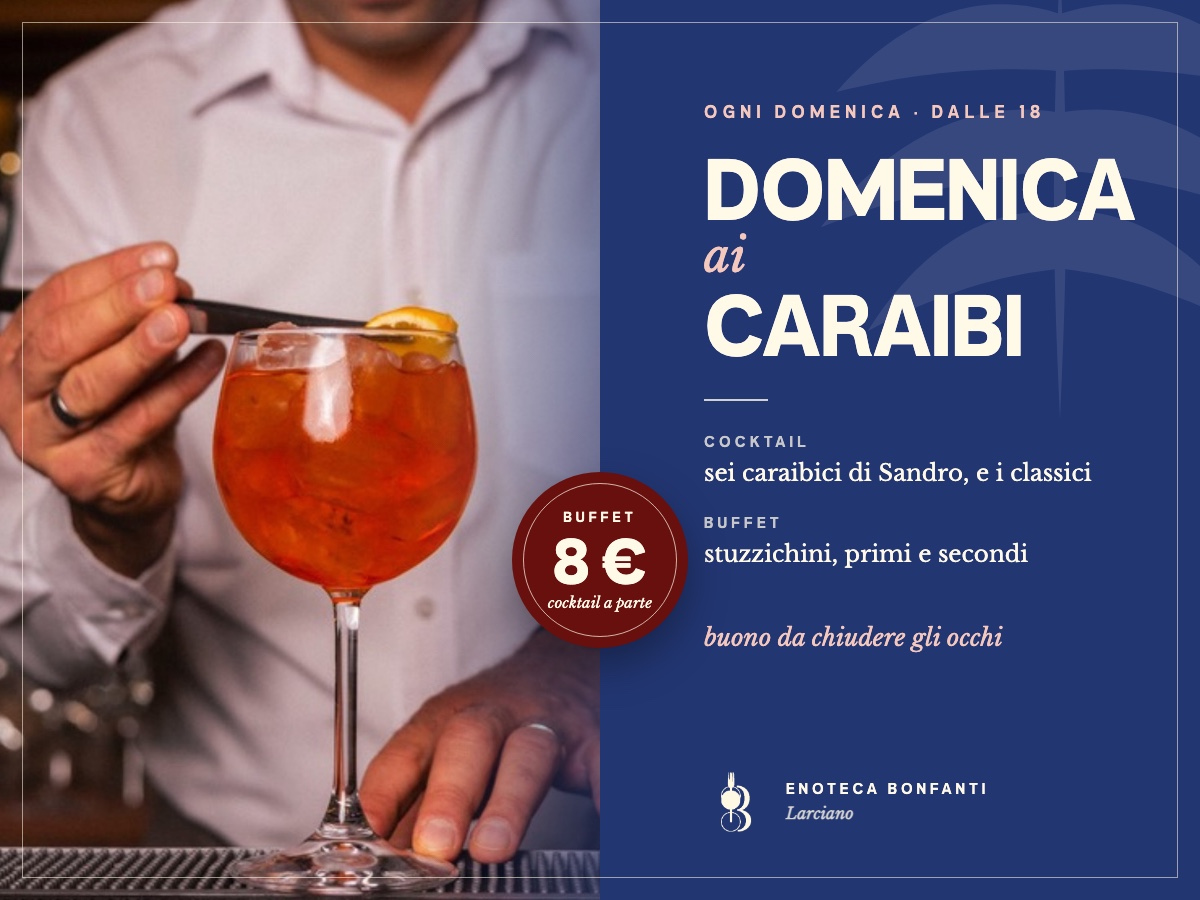 OGNI DOMENICA · DALLE 18
DOMENICA
ai
CARAIBI
COCKTAIL
sei caraibici di Sandro, e i classici
BUFFET
stuzzichini, primi e secondi
buono da chiudere gli occhi
BUFFET
8 €
cocktail a parte
ENOTECA BONFANTI
Larciano